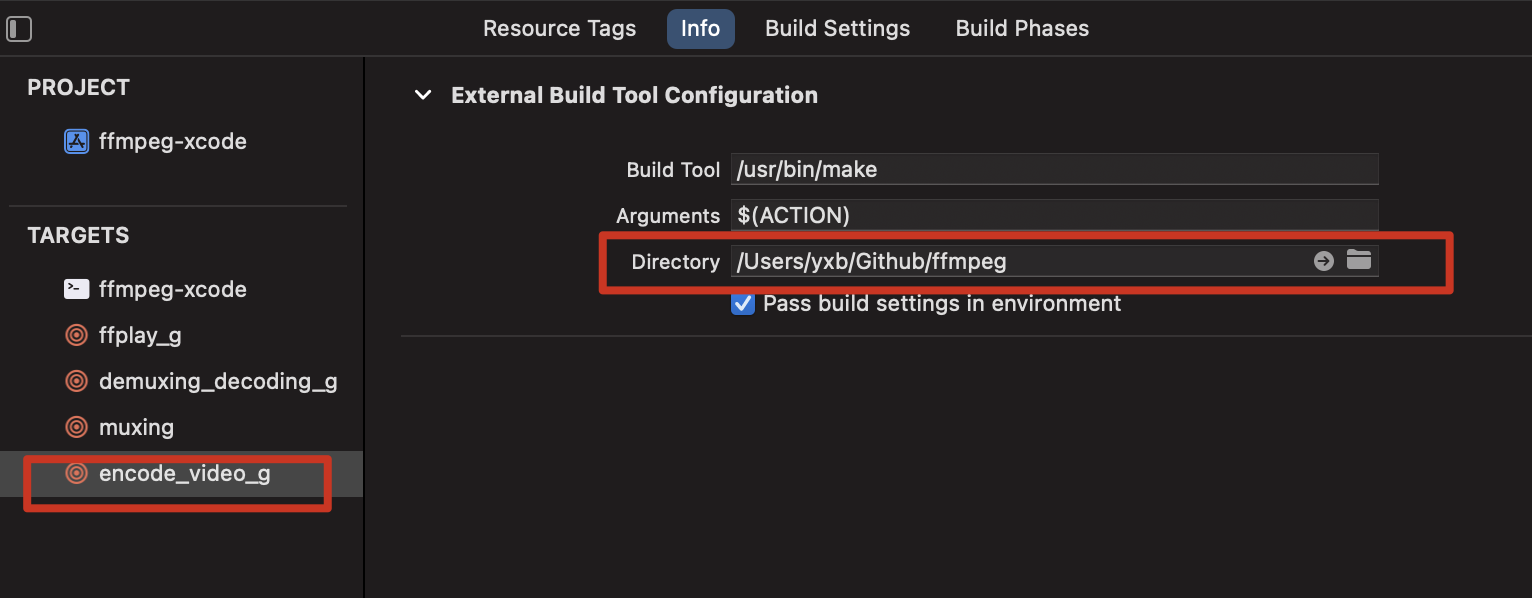 Resource Tags Info Build Settings Build Phases
PROJECT
ffmpeg-xcode
TARGETS
ffmpeg-xcode
ffplay_g
demuxing_decoding_g
muxing
encode_video_g
External Build Tool Configuration
Build Tool /usr/bin/make
Arguments $(ACTION)
Directory /Users/yxb/Github/ffmpeg
Pass build settings in environment